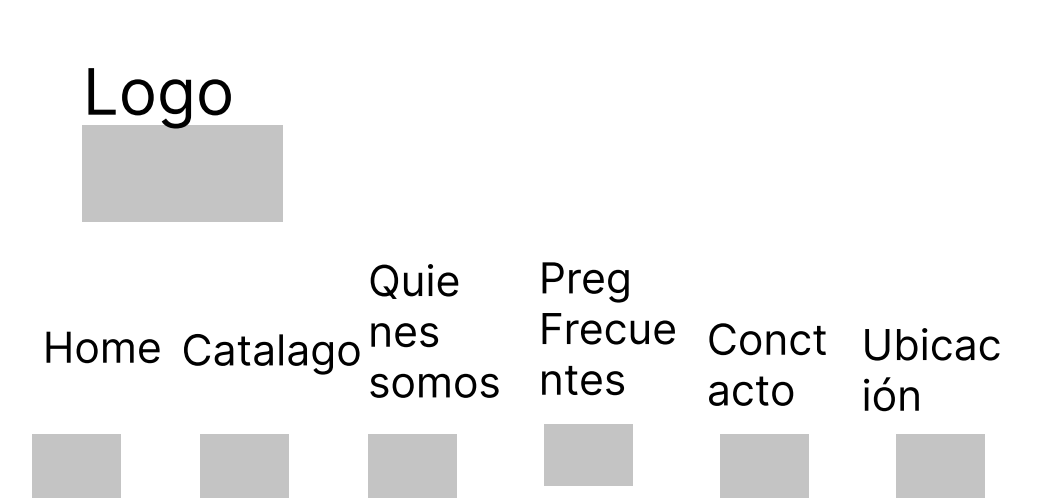 Logo
Home
Catalago
Quie
nes
somos
Preg
Frecue
ntes
Conct
acto
Ubicac
ión